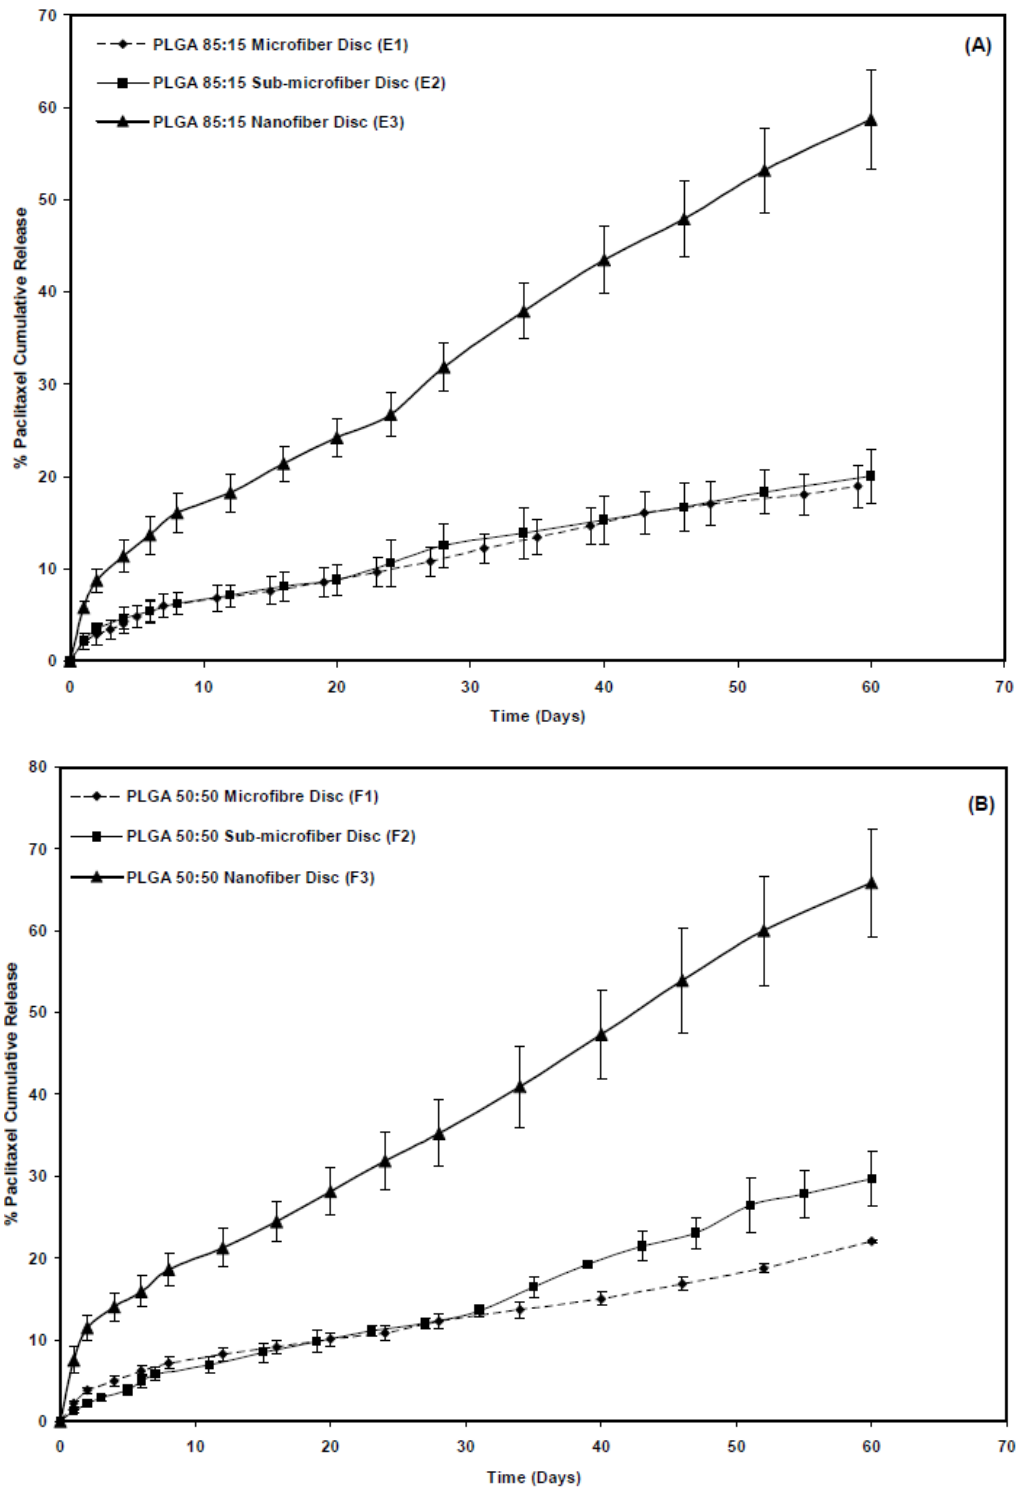 70
60
50
40
30
20
10
0
% Paclitaxel Cumulative Release
PLGA 85:15 Microfiber Disc (E1)
PLGA 85:15 Sub-microfiber Disc (E2)
PLGA 85:15 Nanofiber Disc (E3)
(A)
0 10 20 30 40 50 60 70
Time (Days)
80
70
60
50
40
30
20
10
0
% Paclitaxel Cumulative Release
PLGA 50:50 Microfibre Disc (F1)
PLGA 50:50 Sub-microfiber Disc (F2)
PLGA 50:50 Nanofiber Disc (F3)
(B)
0 10 20 30 40 50 60 70
Time (Days)